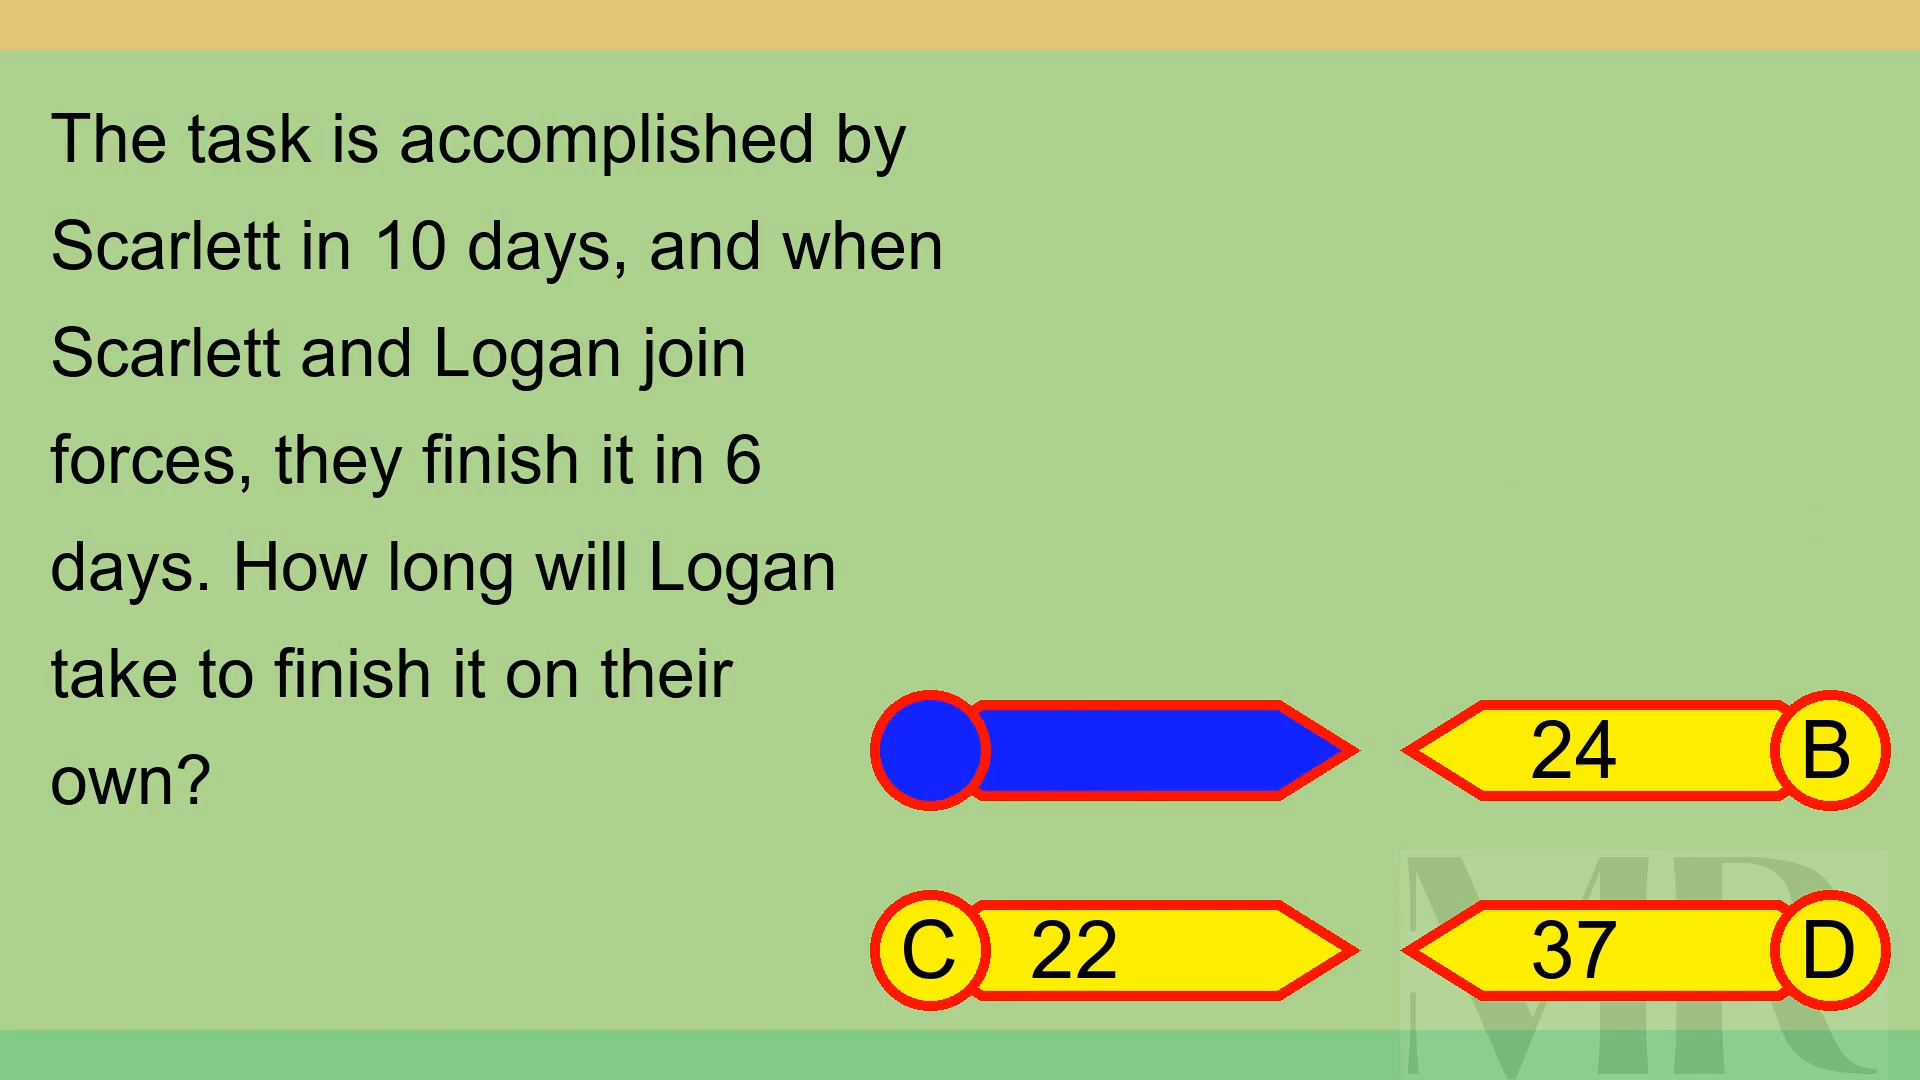 The task is accomplished by
Scarlett in 10 days, and when
Scarlett and Logan join
forces, they finish it in 6
days. How long will Logan
take to finish it on their
own?
24 B
C 22
37 D
MR